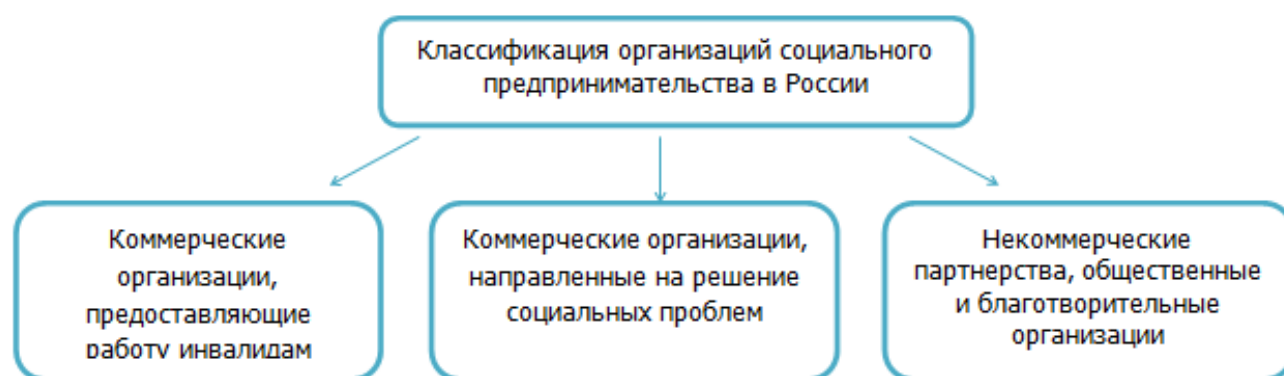 Классификация организаций социального
предпринимательства в России
Коммерческие
организации,
предоставляющие
работу инвалидам
Коммерческие организации,
направленные на решение
социальных проблем
Некоммерческие
партнерства, общественные
и благотворительные
организации